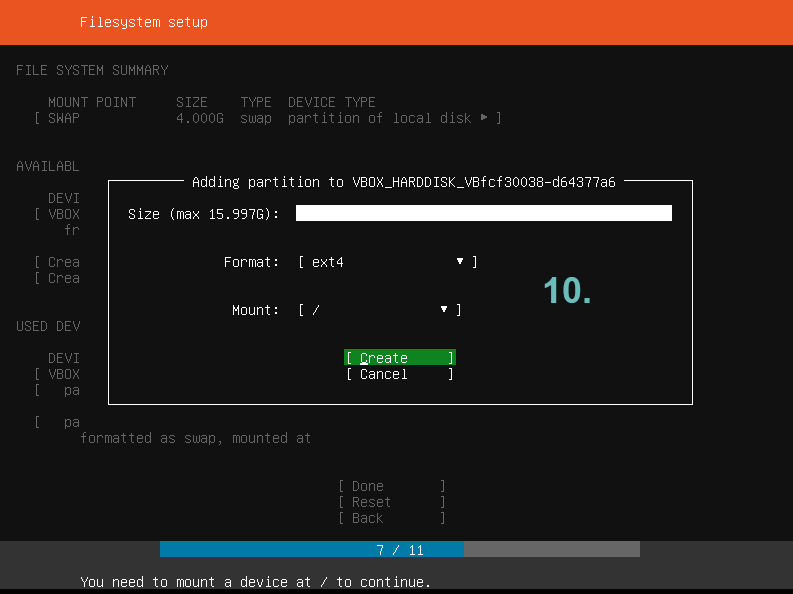 Filesystem setup
FILE SYSTEM SUMMARY
MOUNT POINT     SIZE    TYPE  DEVICE TYPE
[ SWAP            4.000G  swap  partition of local disk ▸ ]
AVAILABL
Adding partition to VBOX_HARDDISK_VBfcf30038-d64377a6
DEVI
[ VBOX
Size (max 15.997G):
fr
[ Crea
Format:  [ ext4 ▾ ]
[ Crea
10.
Mount:  [ / ▾ ]
USED DEV
DEVI
[ Create ]
[ VBOX
[ Cancel ]
[ pa
[ pa
formatted as swap, mounted at
[ Done ]
[ Reset ]
[ Back ]
7 / 11
You need to mount a device at / to continue.